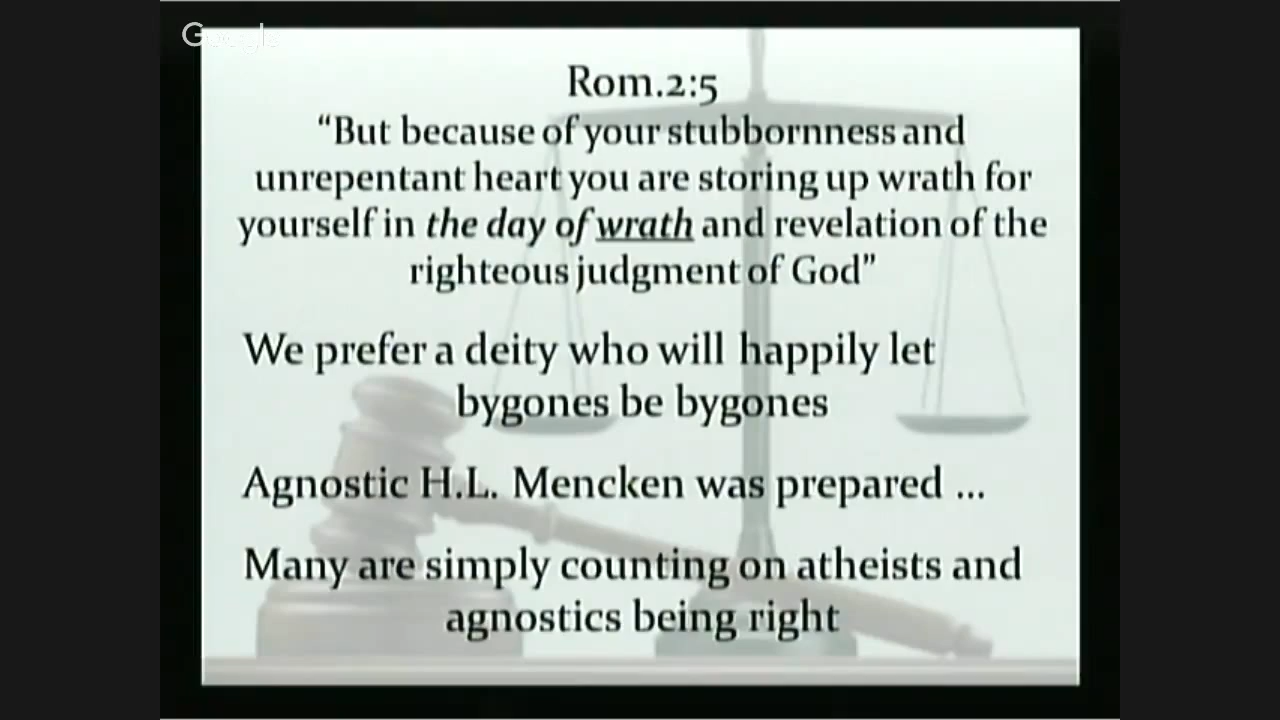 Google
Rom.2:5
“But because of your stubbornness and
unrepentant heart you are storing up wrath for
yourself in the day of wrath and revelation of the
righteous judgment of God”
We prefer a deity who will happily let
bygones be bygones
Agnostic H.L. Mencken was prepared ...
Many are simply counting on atheists and
agnostics being right